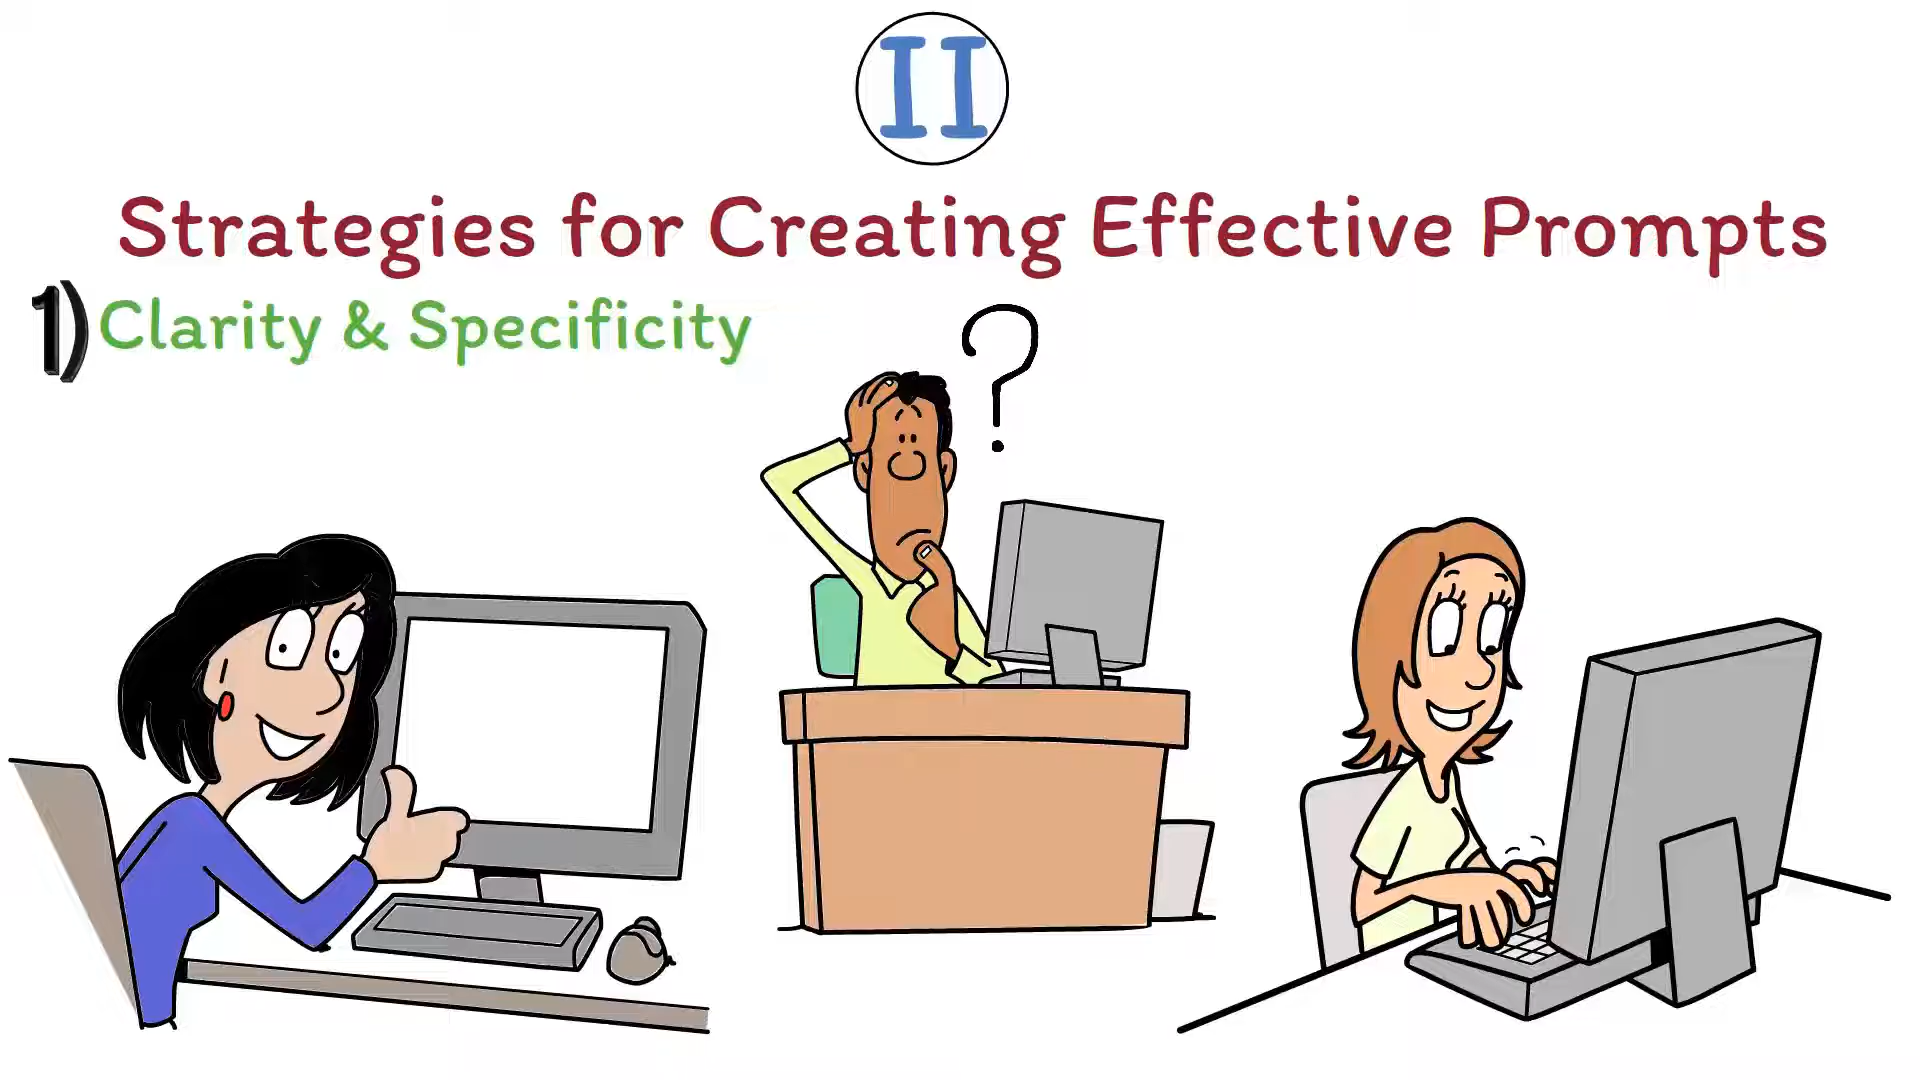 II
Strategies for Creating Effective Prompts
1) Clarity & Specificity
?